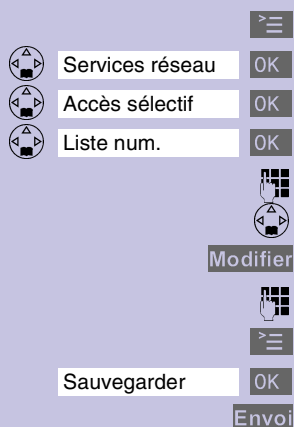 Services réseau OK
Accès sélectif OK
Liste num. OK
Modifier
Sauvegarder OK
Envoi